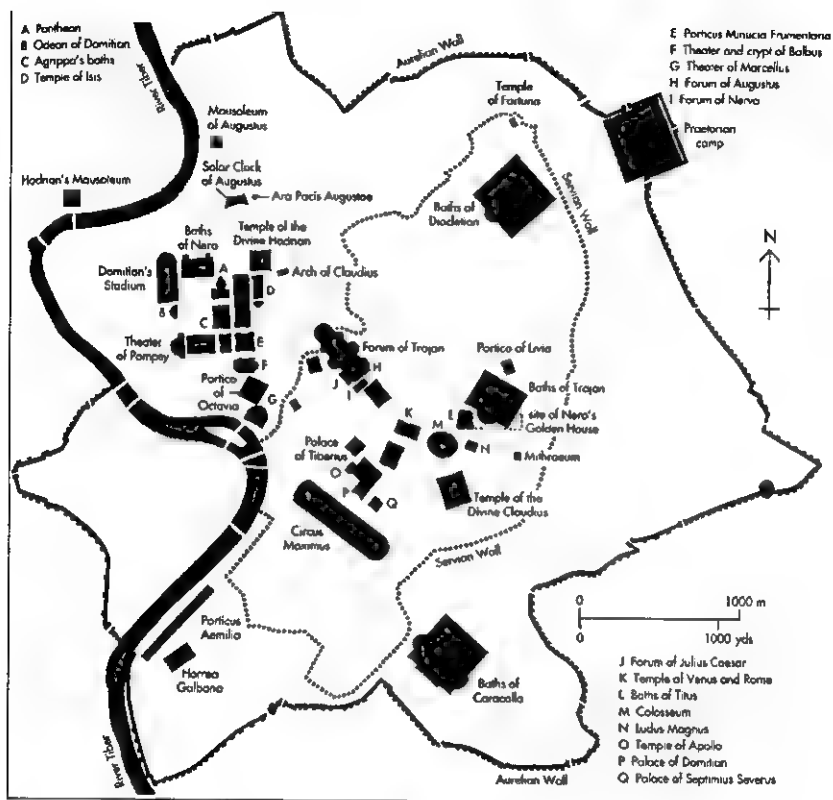 A Pantheon
B Odeon of Domitian
C Agrippa's baths
D Temple of Isis
E Porticus Minucia Frumentaria
F Theater and crypt of Balbus
G Theater of Marcellus
H Forum of Augustus
I Forum of Nerva
River Tiber
Aurelian Wall
Temple
of Fortuna
Praetorian
camp
Mausoleum
of Augustus
Solar Clock
of Augustus
Ara Pacis Augustae
Hadrian's Mausoleum
Servian Wall
Baths of
Diocletian
N
Baths
of Nero
Temple of the
Divine Hadrian
Domitian's
Stadium
A
D
Arch of Claudius
B
C
Theater
of Pompey
E
F
Forum of Trajan
H
J
I
Portico of Livia
Portico
of
Octavia
G
Baths of Trajan
K
L
M
site of Nero's
Golden House
N
Palace
of Tiberius
Mithraeum
O
P
Q
Temple of the
Divine Claudius
Circus
Maximus
Servian Wall
0
1000 m
0
1000 yds
Porticus
Aemilia
Horrea
Galbana
Baths of
Caracalla
J Forum of Julius Caesar
K Temple of Venus and Rome
L Baths of Titus
M Colosseum
N Ludus Magnus
O Temple of Apollo
P Palace of Domitian
Q Palace of Septimius Severus
River Tiber
Aurelian Wall